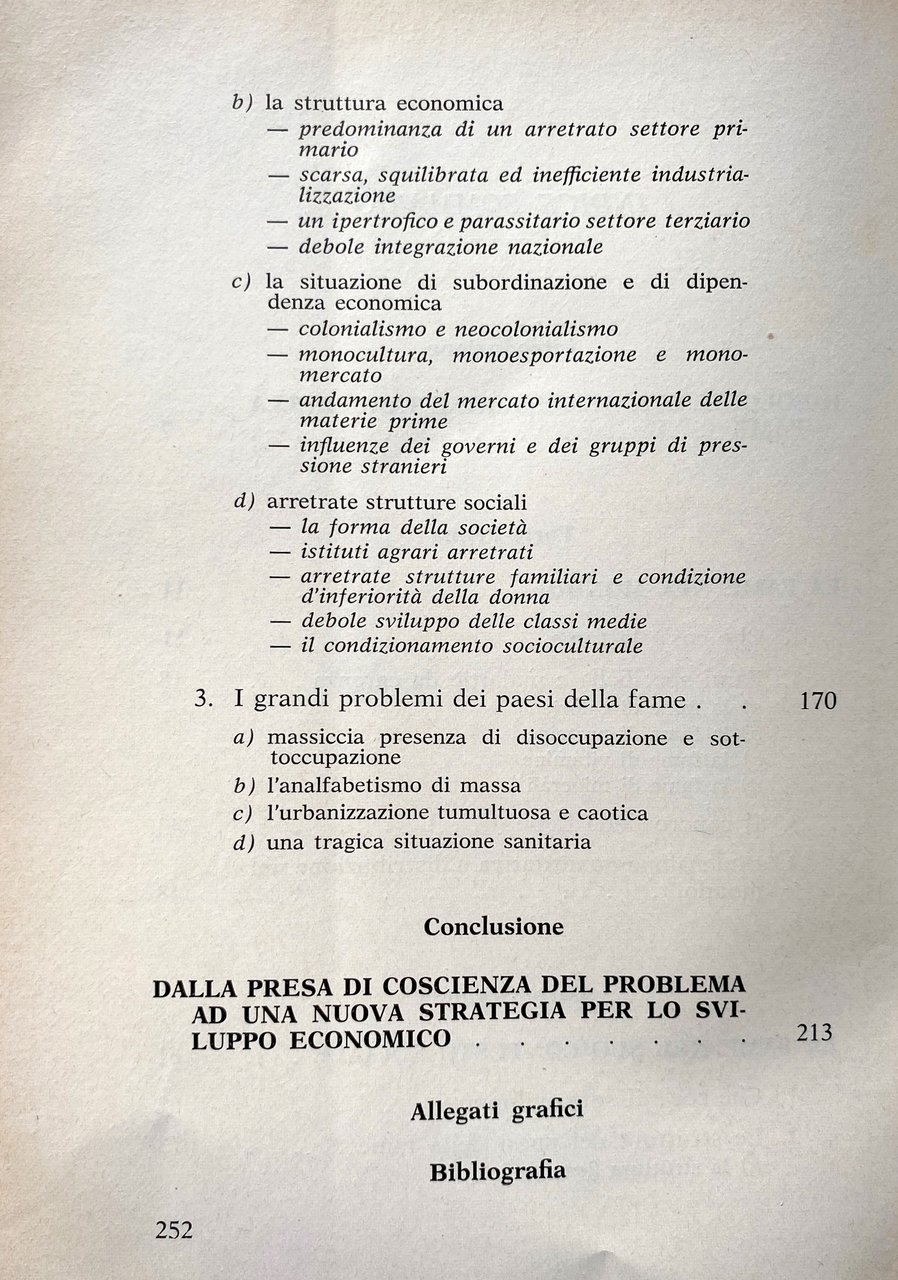 b) la struttura economica
— predominanza di un arretrato settore pri-
mario
— scarsa, squilibrata ed inefficiente industria-
lizzazione
— un ipertrofico e parassitario settore terziario
— debole integrazione nazionale
c) la situazione di subordinazione e di dipen-
denza economica
— colonialismo e neocolonialismo
— monocultura, monoesportazione e mono-
mercato
— andamento del mercato internazionale delle
materie prime
— influenze dei governi e dei gruppi di pres-
sione stranieri
d) arretrate strutture sociali
— la forma della società
— istituti agrari arretrati
— arretrate strutture familiari e condizione
d'inferiorità della donna
— debole sviluppo delle classi medie
— il condizionamento socioculturale
3. I grandi problemi dei paesi della fame . . 170
a) massiccia presenza di disoccupazione e sot-
toccupazione
b) l'analfabetismo di massa
c) l'urbanizzazione tumultuosa e caotica
d) una tragica situazione sanitaria
Conclusione
DALLA PRESA DI COSCIENZA DEL PROBLEMA
AD UNA NUOVA STRATEGIA PER LO SVI-
LUPPO ECONOMICO . . . . . . . 213
Allegati grafici
Bibliografia
252